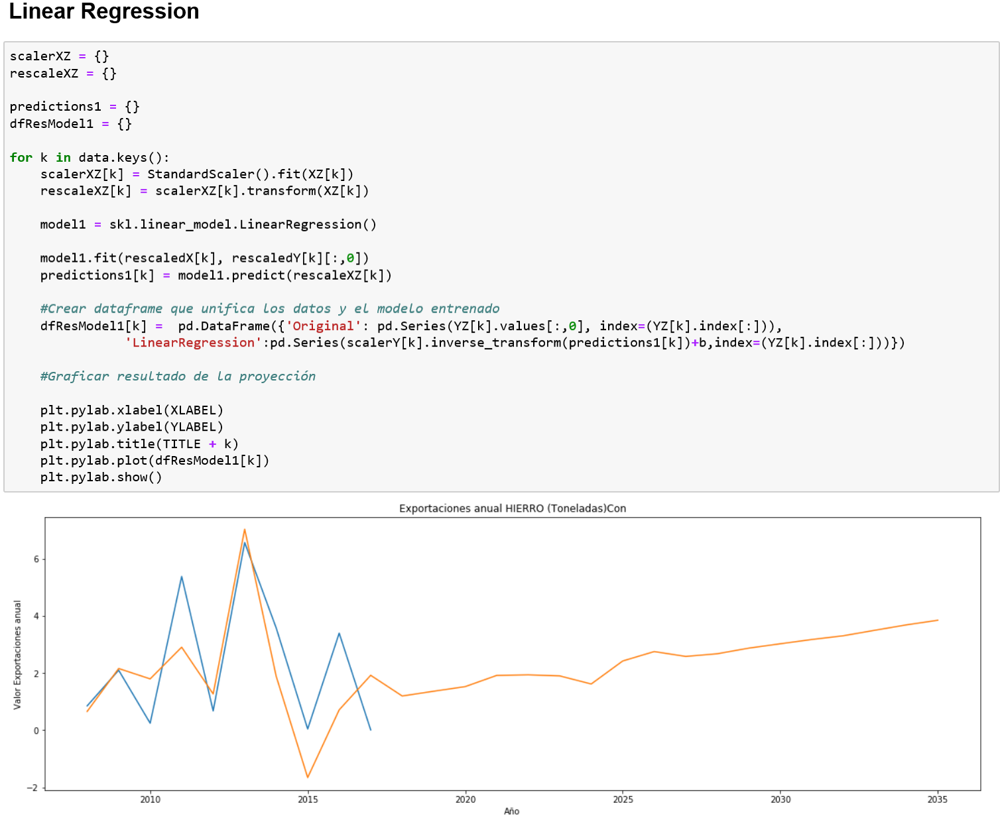 Linear Regression
scalerXZ = {}
rescaleXZ = {}
predictions1 = {}
dfResModel1 = {}
for k in data.keys():
    scalerXZ[k] = StandardScaler().fit(XZ[k])
    rescaleXZ[k] = scalerXZ[k].transform(XZ[k])
    model1 = skl.linear_model.LinearRegression()
    model1.fit(rescaledX[k], rescaledY[k][:,0])
    predictions1[k] = model1.predict(rescaleXZ[k])
    #Crear dataframe que unifica los datos y el modelo entrenado
    dfResModel1[k] =  pd.DataFrame({'Original': pd.Series(YZ[k].values[:,0], index=(YZ[k].index[:])),
               'LinearRegression':pd.Series(scalerY[k].inverse_transform(predictions1[k])+b,index=(YZ[k].index[:]))})
    #Graficar resultado de la proyección
    plt.pylab.xlabel(XLABEL)
    plt.pylab.ylabel(YLABEL)
    plt.pylab.title(TITLE + k)
    plt.pylab.plot(dfResModel1[k])
    plt.pylab.show()
Exportaciones anual HIERRO (Toneladas)Con
Valor Exportaciones anual
6
4
2
0
−2
2010 2015 2020 2025 2030 2035
Año